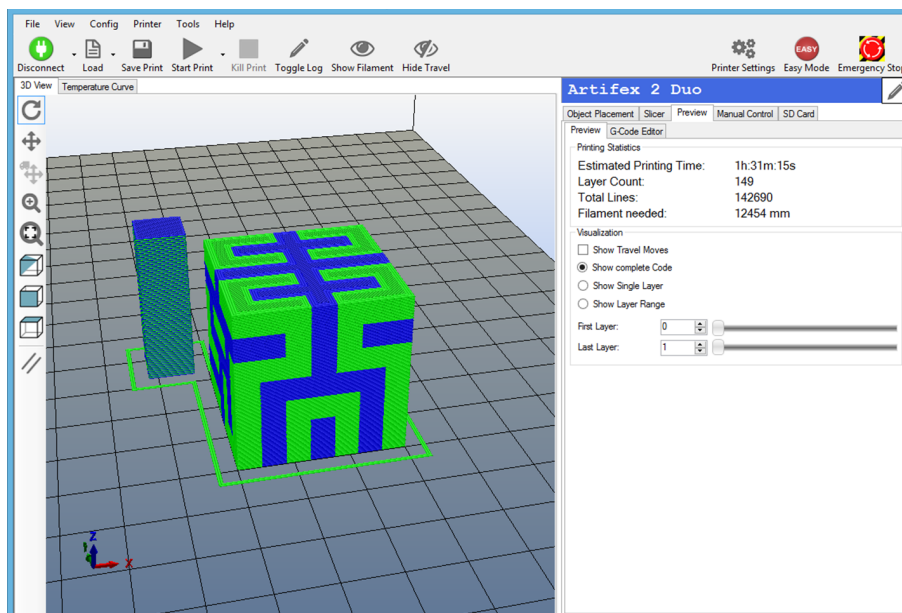 File View Config Printer Tools Help
Disconnect Load Save Print Start Print Kill Print Toggle Log Show Filament Hide Travel Printer Settings EASY Easy Mode Emergency Stop
3D View Temperature Curve
Artifex 2 Duo
Object Placement Slicer Preview Manual Control SD Card
Preview G-Code Editor
Printing Statistics
Estimated Printing Time: 1h:31m:15s
Layer Count: 149
Total Lines: 142690
Filament needed: 12454 mm
Visualization
Show Travel Moves
Show complete Code
Show Single Layer
Show Layer Range
First Layer: 0
Last Layer: 1
Z
X